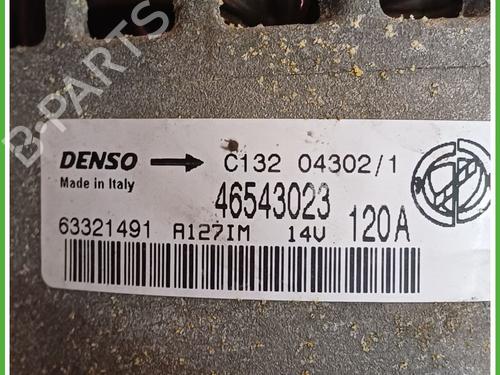 B-PARTS
DENSO C132 04302/1
Made in Italy
46543023
63321491 A127IM 14V 120A